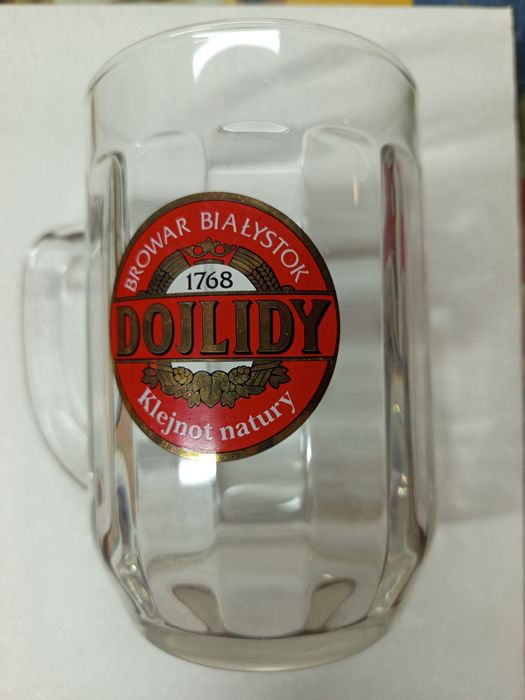 BROWAR BIAŁYSTOK
1768
DOJLIDY
Klejnot natury